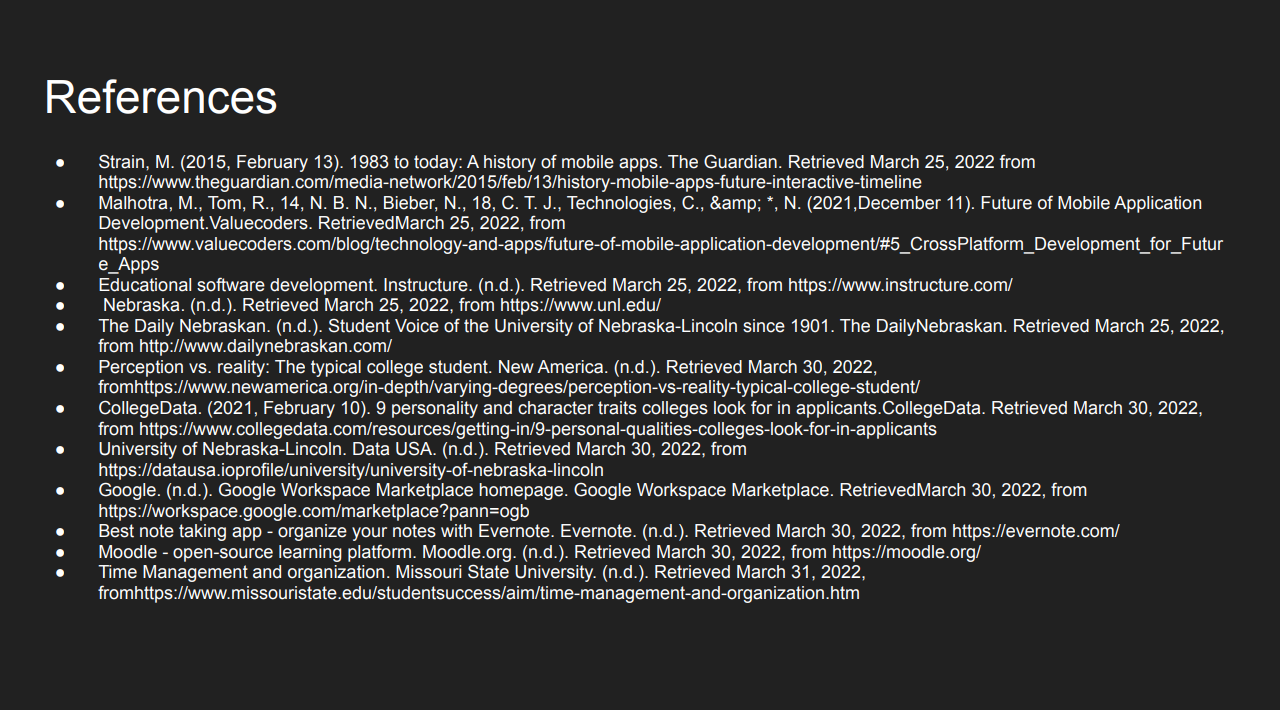 References
● Strain, M. (2015, February 13). 1983 to today: A history of mobile apps. The Guardian. Retrieved March 25, 2022 from
https://www.theguardian.com/media-network/2015/feb/13/history-mobile-apps-future-interactive-timeline
● Malhotra, M., Tom, R., 14, N. B. N., Bieber, N., 18, C. T. J., Technologies, C., &amp; *, N. (2021,December 11). Future of Mobile Application
Development.Valuecoders. RetrievedMarch 25, 2022, from
https://www.valuecoders.com/blog/technology-and-apps/future-of-mobile-application-development/#5_CrossPlatform_Development_for_Futur
e_Apps
● Educational software development. Instructure. (n.d.). Retrieved March 25, 2022, from https://www.instructure.com/
● Nebraska. (n.d.). Retrieved March 25, 2022, from https://www.unl.edu/
● The Daily Nebraskan. (n.d.). Student Voice of the University of Nebraska-Lincoln since 1901. The DailyNebraskan. Retrieved March 25, 2022,
from http://www.dailynebraskan.com/
● Perception vs. reality: The typical college student. New America. (n.d.). Retrieved March 30, 2022,
fromhttps://www.newamerica.org/in-depth/varying-degrees/perception-vs-reality-typical-college-student/
● CollegeData. (2021, February 10). 9 personality and character traits colleges look for in applicants.CollegeData. Retrieved March 30, 2022,
from https://www.collegedata.com/resources/getting-in/9-personal-qualities-colleges-look-for-in-applicants
● University of Nebraska-Lincoln. Data USA. (n.d.). Retrieved March 30, 2022, from
https://datausa.ioprofile/university/university-of-nebraska-lincoln
● Google. (n.d.). Google Workspace Marketplace homepage. Google Workspace Marketplace. RetrievedMarch 30, 2022, from
https://workspace.google.com/marketplace?pann=ogb
● Best note taking app - organize your notes with Evernote. Evernote. (n.d.). Retrieved March 30, 2022, from https://evernote.com/
● Moodle - open-source learning platform. Moodle.org. (n.d.). Retrieved March 30, 2022, from https://moodle.org/
● Time Management and organization. Missouri State University. (n.d.). Retrieved March 31, 2022,
fromhttps://www.missouristate.edu/studentsuccess/aim/time-management-and-organization.htm